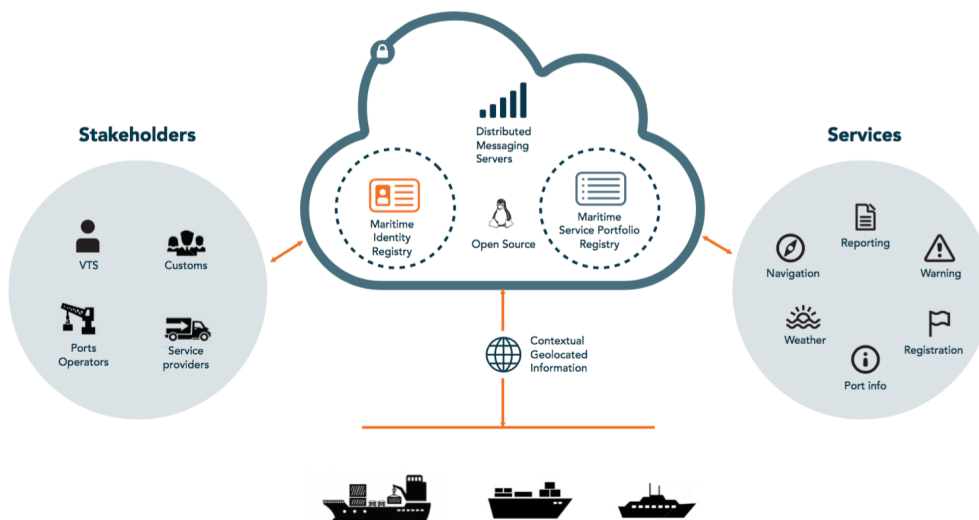 Stakeholders
VTS
Customs
Ports
Operators
Service
providers
Distributed
Messaging
Servers
Maritime
Identity
Registry
Open Source
Maritime
Service Portfolio
Registry
Contextual
Geolocated
Information
Services
Reporting
Navigation
Warning
Weather
Registration
Port info